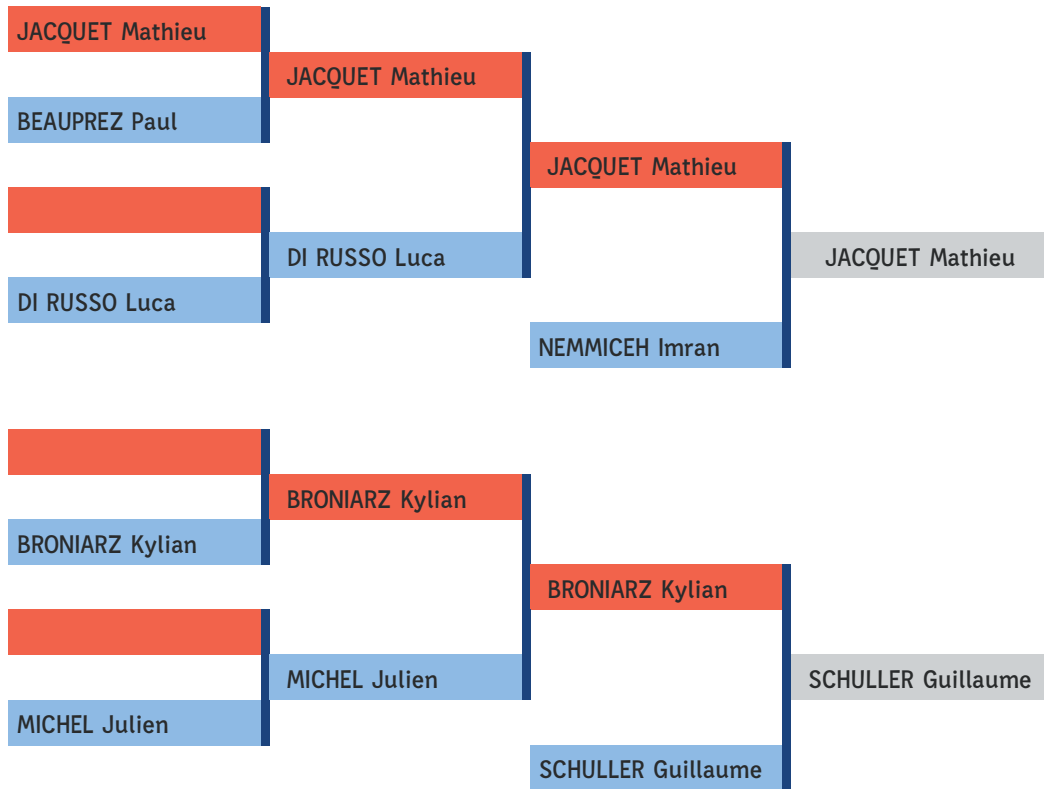 JACQUET Mathieu
JACQUET Mathieu
BEAUPREZ Paul
JACQUET Mathieu
DI RUSSO Luca
JACQUET Mathieu
DI RUSSO Luca
NEMMICEH Imran
BRONIARZ Kylian
BRONIARZ Kylian
BRONIARZ Kylian
MICHEL Julien
SCHULLER Guillaume
MICHEL Julien
SCHULLER Guillaume